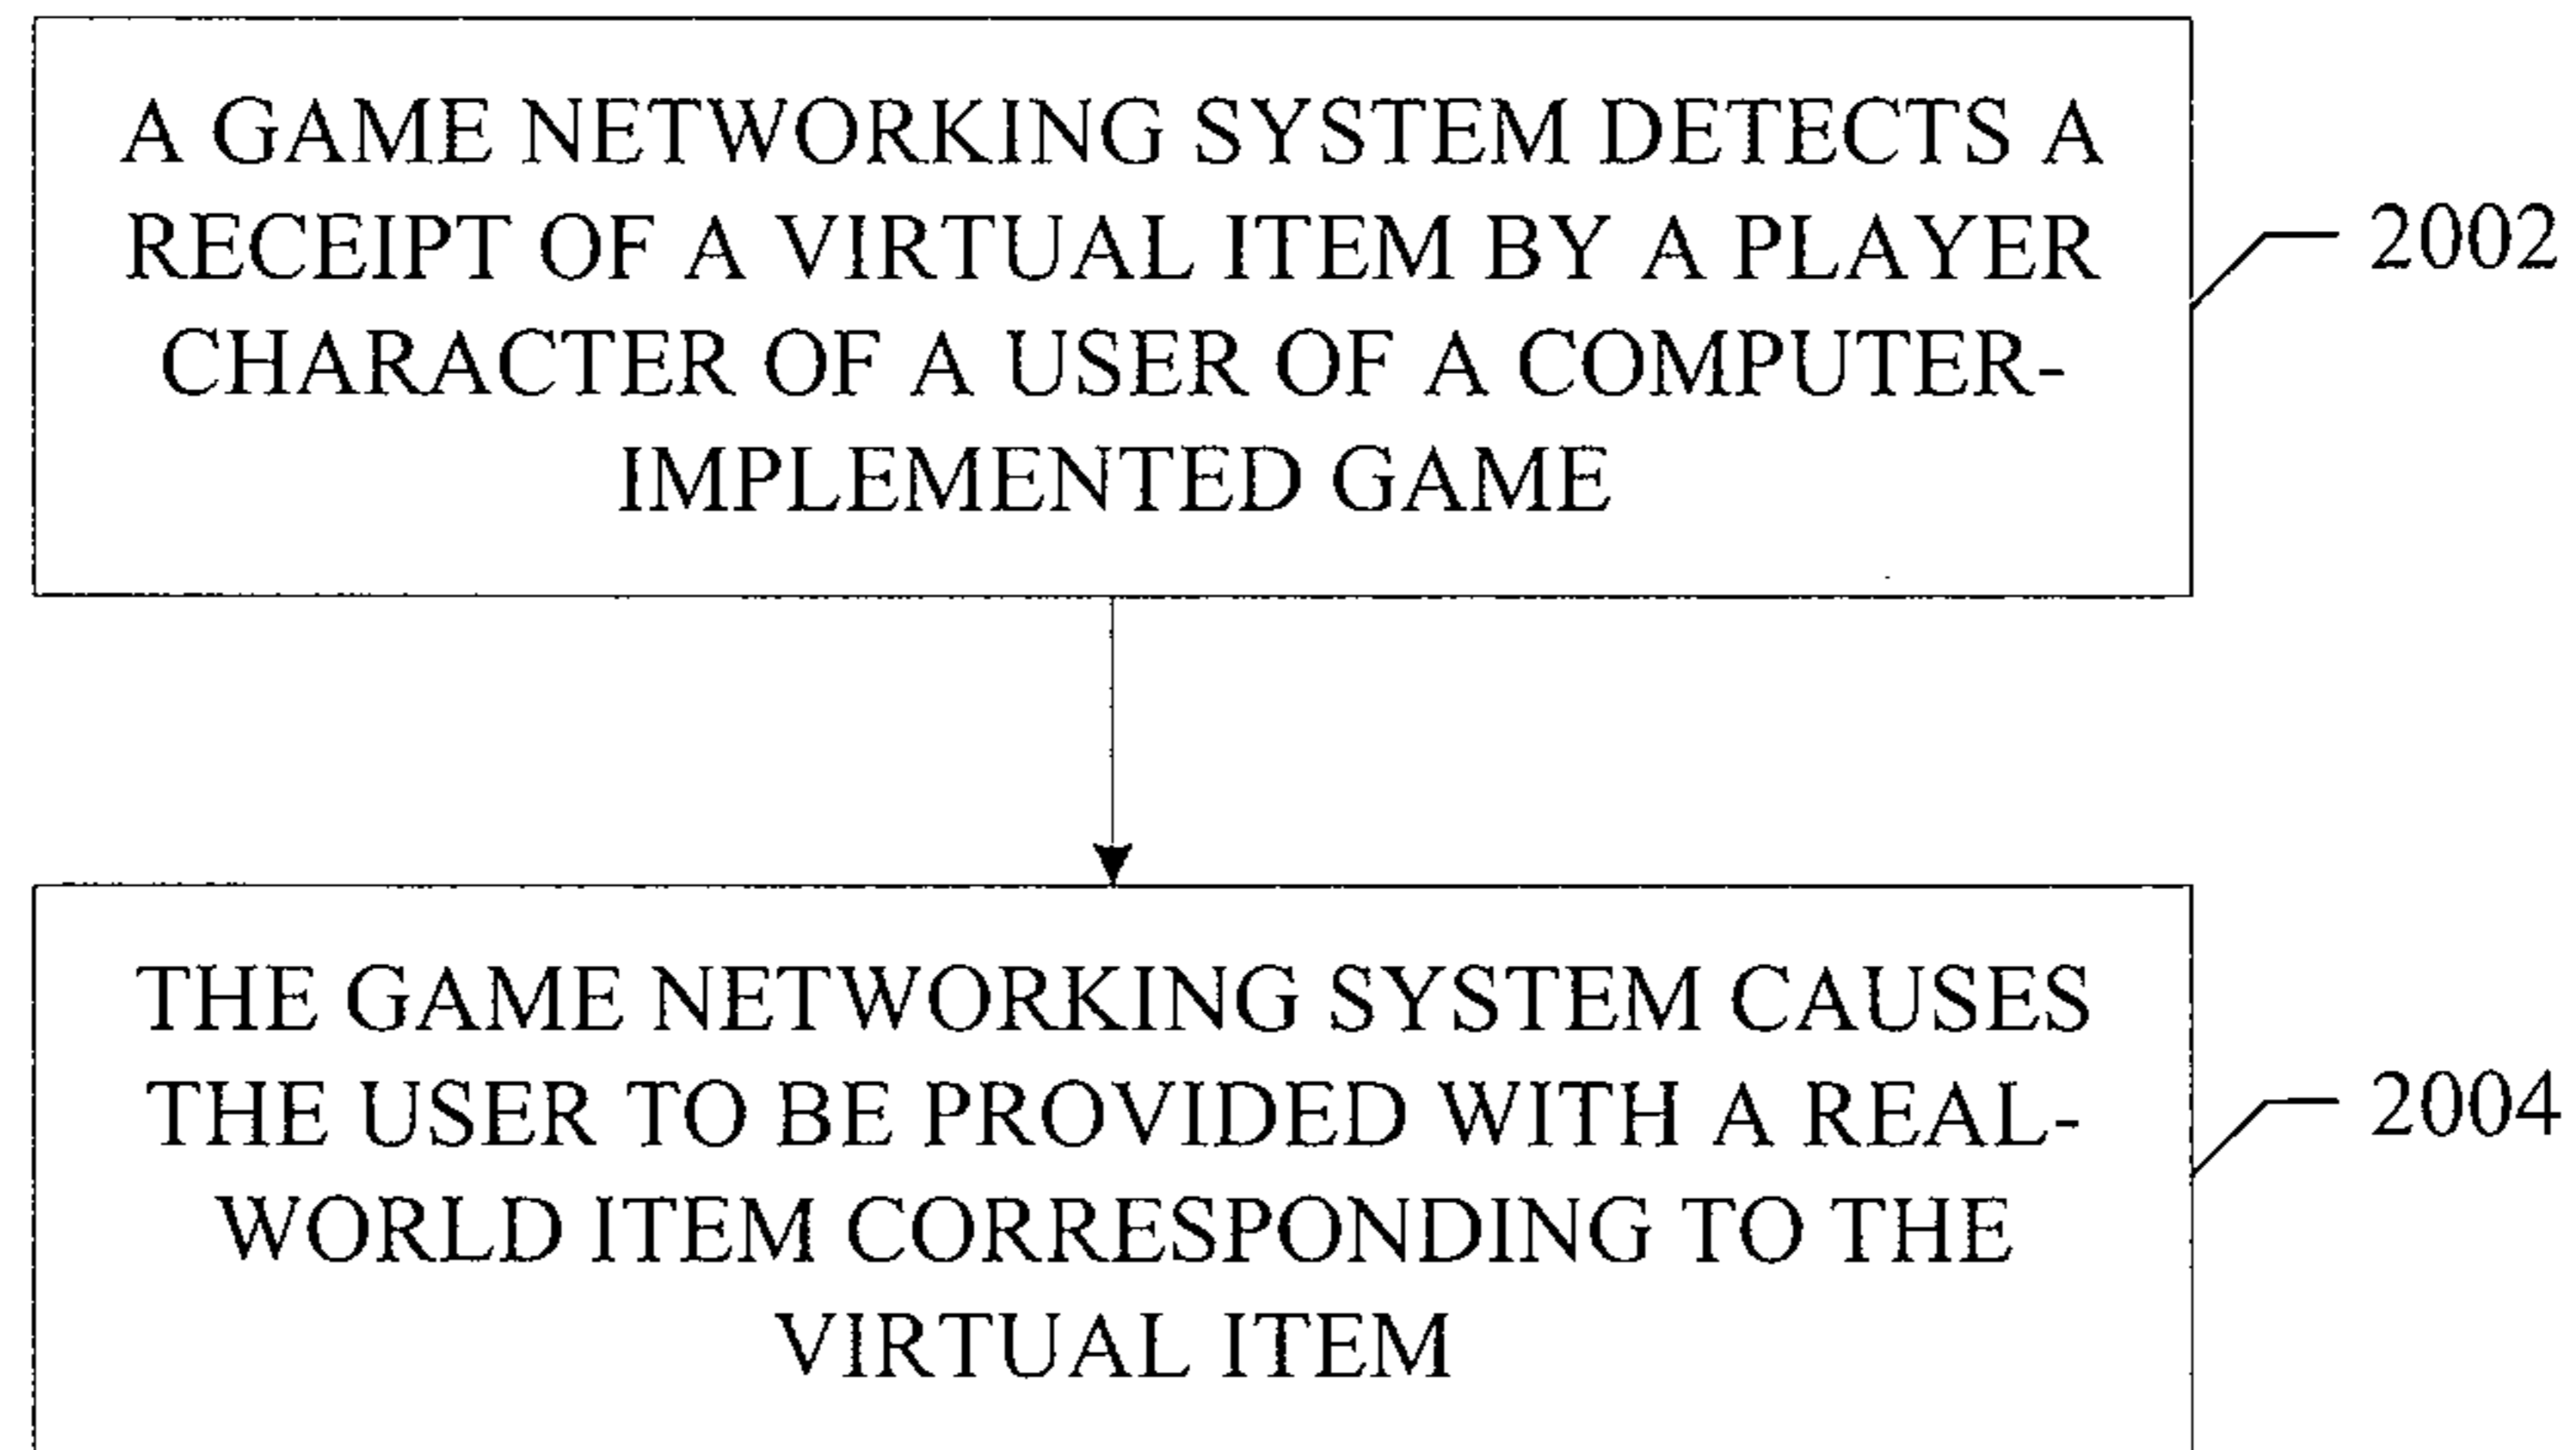 A GAME NETWORKING SYSTEM DETECTS A
RECEIPT OF A VIRTUAL ITEM BY A PLAYER
CHARACTER OF A USER OF A COMPUTER-
IMPLEMENTED GAME
2002
THE GAME NETWORKING SYSTEM CAUSES
THE USER TO BE PROVIDED WITH A REAL-
WORLD ITEM CORRESPONDING TO THE
VIRTUAL ITEM
2004